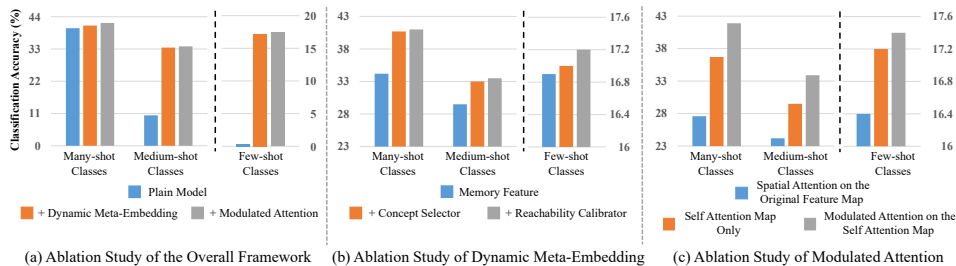 Classification Accuracy (%)
44
33
22
11
0
20
15
10
5
0
Many-shot
Classes
Medium-shot
Classes
Few-shot
Classes
Plain Model
+ Dynamic Meta-Embedding
+ Modulated Attention
(a) Ablation Study of the Overall Framework
43
38
33
28
23
17.6
17.2
16.8
16.4
16
Many-shot
Classes
Medium-shot
Classes
Few-shot
Classes
Memory Feature
+ Concept Selector
+ Reachability Calibrator
(b) Ablation Study of Dynamic Meta-Embedding
43
38
33
28
23
17.6
17.2
16.8
16.4
16
Many-shot
Classes
Medium-shot
Classes
Few-shot
Classes
Spatial Attention on the
Original Feature Map
Self Attention Map
Only
Modulated Attention on the
Self Attention Map
(c) Ablation Study of Modulated Attention